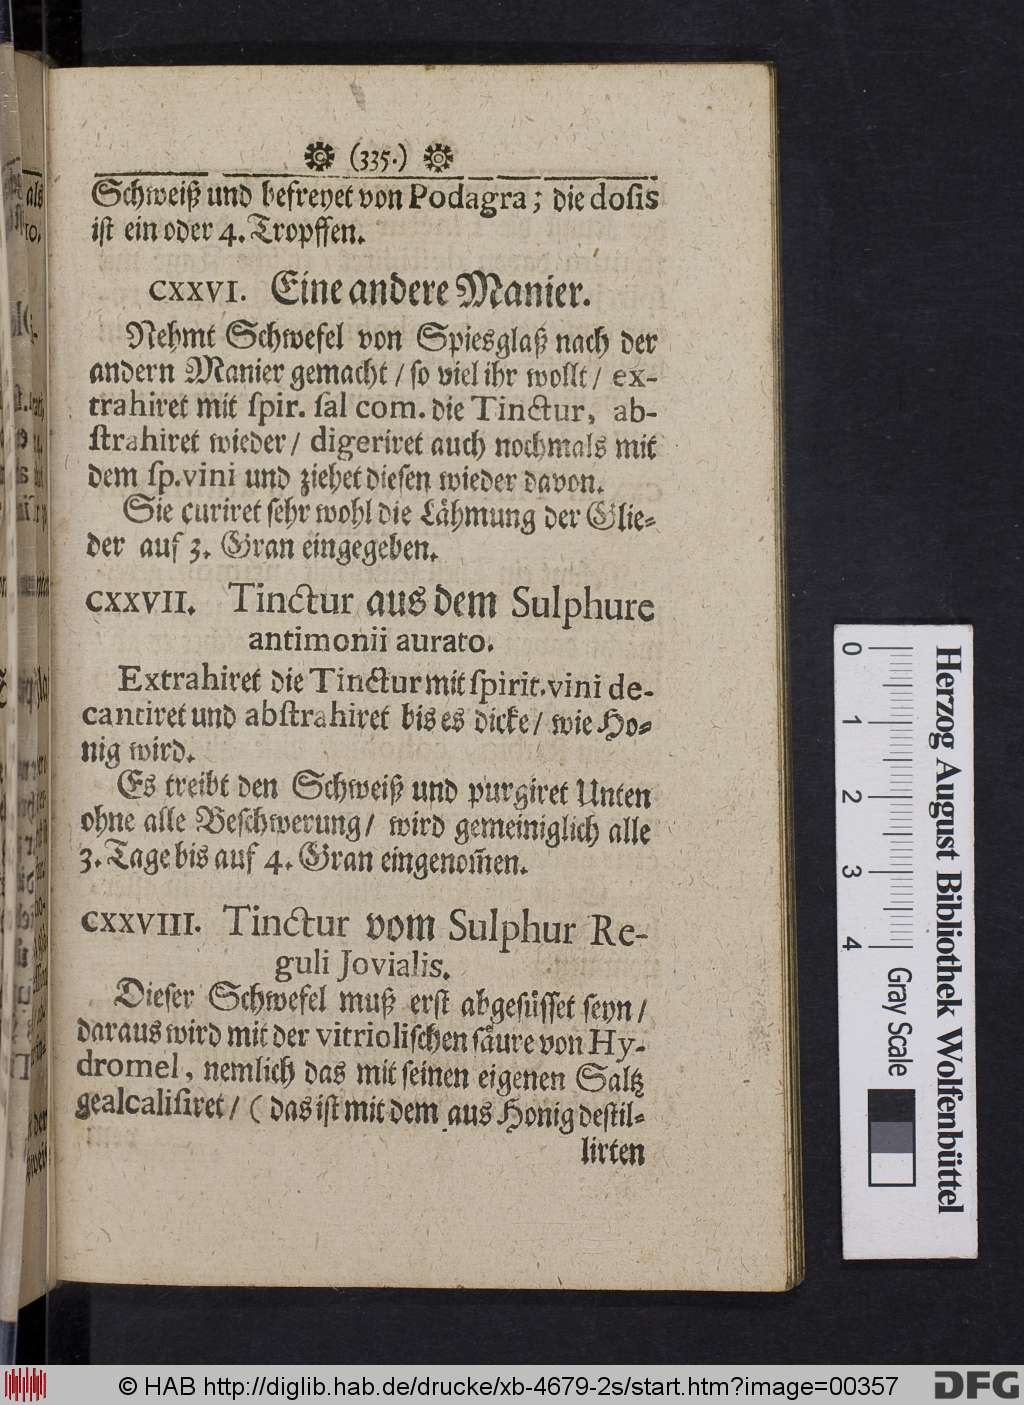 (335.)
Schweiß und befreyet von Podagra; die dosis
ist ein oder 4. Tropffen.
CXXVI. Eine andere Manier.
Nehmt Schwefel von Spiesglaß nach der
andern Manier gemacht / so viel ihr wollt / ex-
trahiret mit spir. sal com. die Tinctur, ab-
strahiret wieder / digeriret auch nochmals mit
dem sp. vini und ziehet diesen wieder davon.
Sie curiret sehr wohl die Lähmung der Glie-
der auf 3. Gran eingegeben.
CXXVII. Tinctur aus dem Sulphure
antimonii aurato.
Extrahiret die Tinctur mit spirit. vini de-
cantiret und abstrahiret bis es dicke / wie Ho-
nig wird.
Es treibt den Schweiß und purgiret Unten
ohne alle Beschwerung / wird gemeiniglich alle
3. Tage bis auf 4. Gran eingenom̃en.
CXXVIII. Tinctur vom Sulphur Re-
guli Jovialis.
Dieser Schwefel muß erst abgesüsset seyn /
daraus wird mit der vitriolischen säure von Hy-
dromel, nemlich das mit seinen eigenen Saltz
gealcalisiret / (das ist mit dem aus Honig destil-
lirten
Herzog August Bibliothek Wolfenbüttel
0 1 2 3 4
Gray Scale
© HAB http://diglib.hab.de/drucke/xb-4679-2s/start.htm?image=00357
DFG